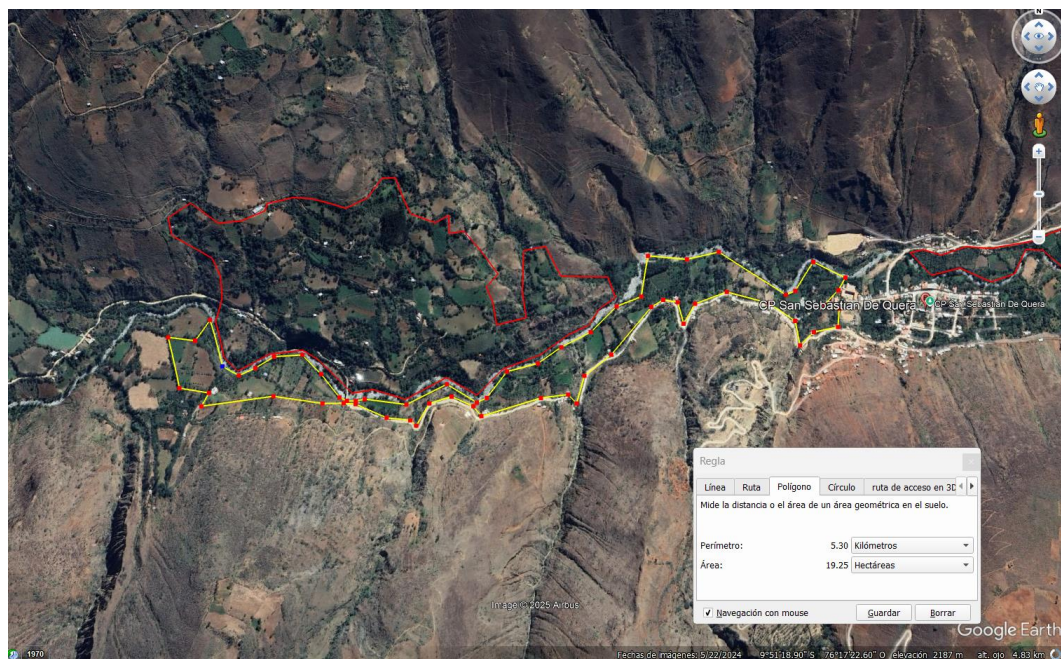 N
CP San Sebastian De Quera
CP San Sebastian De Quera
Regla
Línea
Ruta
Polígono
Círculo
ruta de acceso en 3D
Mide la distancia o el área de un área geométrica en el suelo.
Perímetro: 5.30 Kilómetros
Área: 19.25 Hectáreas
Navegación con mouse
Guardar
Borrar
Image © 2025 Airbus
Google Earth
1970
Fechas de imágenes: 5/22/2024 9°51'18.90" S 76°17'22.60" O elevación 2187 m alt. ojo 4.83 km